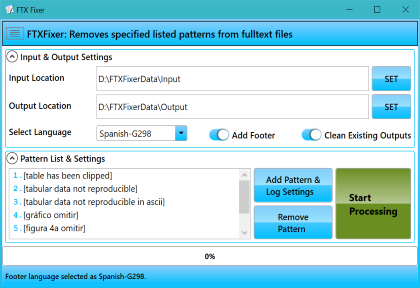 FTX Fixer
FTXFixer: Removes specified listed patterns from fulltext files
Input & Output Settings
Input Location
D:\FTXFixerData\Input
SET
Output Location
D:\FTXFixerData\Output
SET
Select Language
Spanish-G298
Add Footer
Clean Existing Outputs
Pattern List & Settings
1. [table has been clipped]
2. [tabular data not reproducible]
3. [tabular data not reproducible in ascii]
4. [gráfico omitir]
5. [figura 4a omitir]
Add Pattern &
Log Settings
Remove
Pattern
Start
Processing
0%
Footer language selected as Spanish-G298.